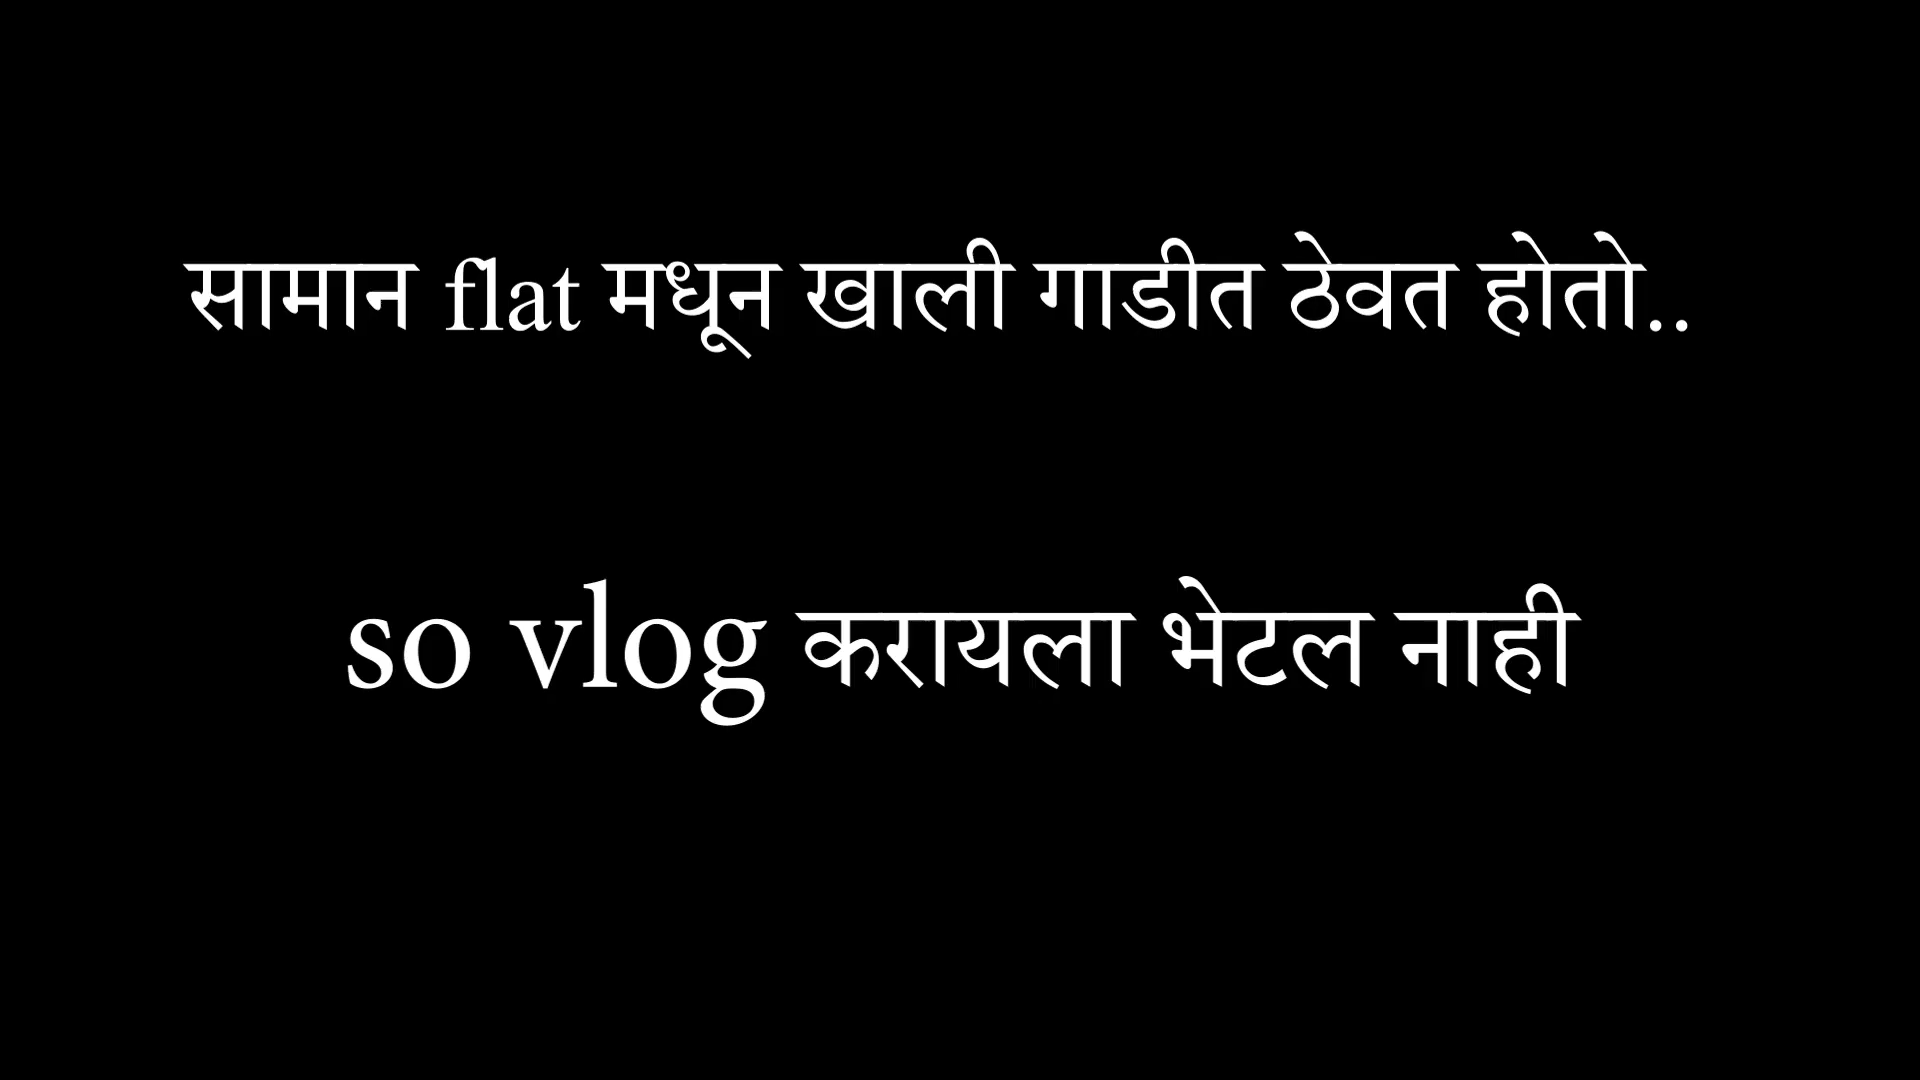 सामान flat मधून खाली गाडीत ठेवत होतो..
so vlog करायला भेटल नाही